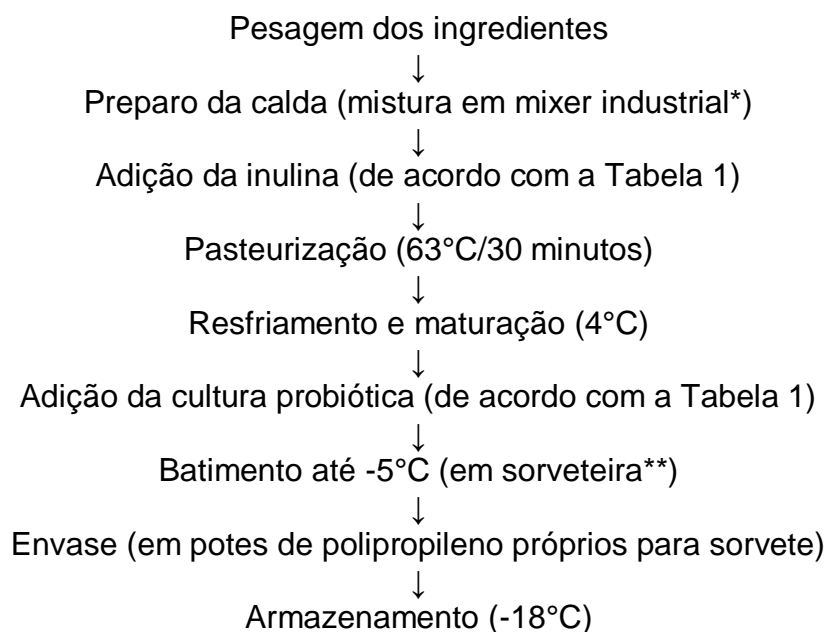 Pesagem dos ingredientes
↓
Preparo da calda (mistura em mixer industrial*)
↓
Adição da inulina (de acordo com a Tabela 1)
↓
Pasteurização (63°C/30 minutos)
↓
Resfriamento e maturação (4°C)
↓
Adição da cultura probiótica (de acordo com a Tabela 1)
↓
Batimento até -5°C (em sorveteira**)
↓
Envase (em potes de polipropileno próprios para sorvete)
↓
Armazenamento (-18°C)